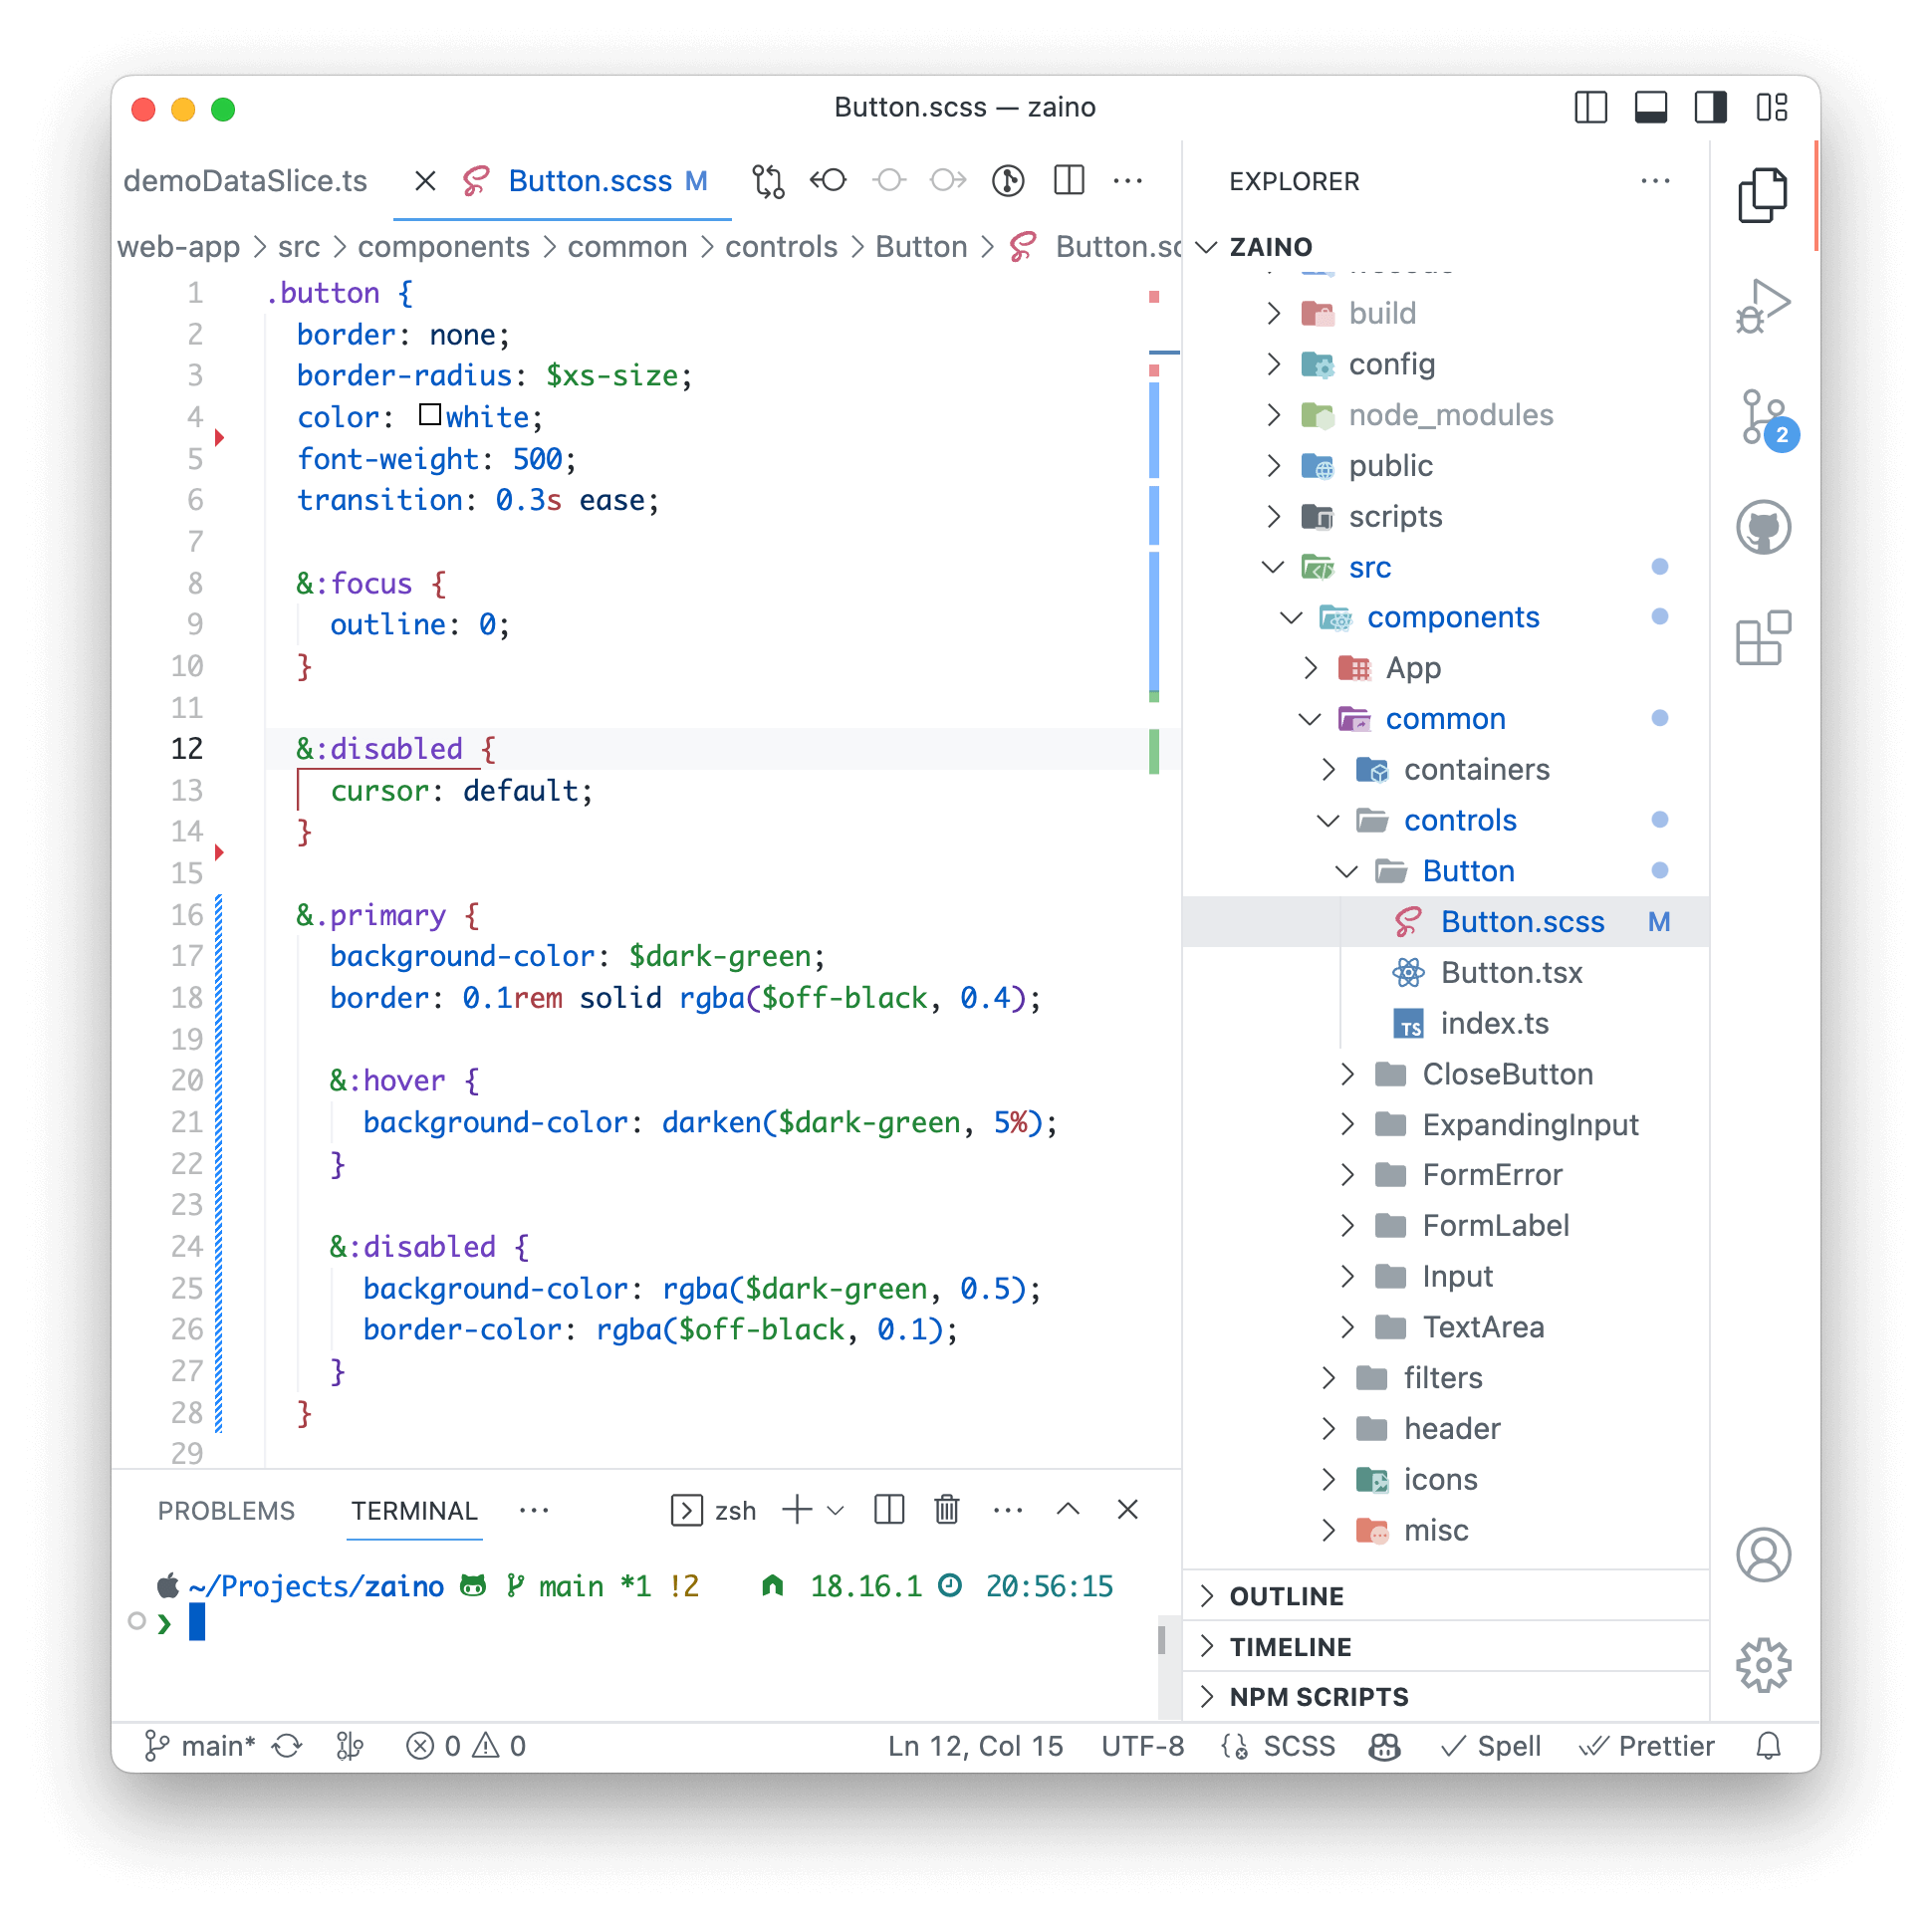 Button.scss — zaino
demoDataSlice.ts Button.scss M
web-app > src > components > common > controls > Button >
1 .button {
2 border: none;
3 border-radius: $xs-size;
4 color: white;
5 font-weight: 500;
6 transition: 0.3s ease;
7
8 &:focus {
9 outline: 0;
10 }
11
12 &:disabled {
13 cursor: default;
14 }
15
16 &.primary {
17 background-color: $dark-green;
18 border: 0.1rem solid rgba($off-black, 0.4);
19
20 &:hover {
21 background-color: darken($dark-green, 5%);
22 }
23
24 &:disabled {
25 background-color: rgba($dark-green, 0.5);
26 border-color: rgba($off-black, 0.1);
27 }
28 }
29
PROBLEMS TERMINAL ··· zsh
~/Projects/zaino main *1 !2 18.16.1 20:56:15
❯
EXPLORER
ZAINO
build
config
node_modules
public
scripts
src
components
App
common
containers
controls
Button
Button.scss M
Button.tsx
TS index.ts
CloseButton
ExpandingInput
FormError
FormLabel
Input
TextArea
filters
header
icons
misc
OUTLINE
TIMELINE
NPM SCRIPTS
2
main* 0 0 Ln 12, Col 15 UTF-8 SCSS Spell Prettier